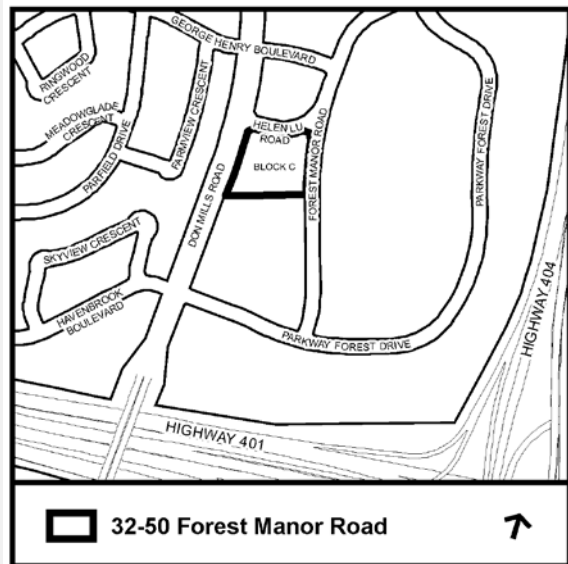 GEORGE HENRY BOULEVARD
RINGWOOD
CRESCENT
MEADOWGLADE
CRESCENT
PARFIELD DRIVE
FARMVIEW CRESCENT
HELEN LU
ROAD
BLOCK C
DON MILLS ROAD
FOREST MANOR ROAD
PARKWAY FOREST DRIVE
SKYVIEW CRESCENT
HAVENBROOK
BOULEVARD
PARKWAY FOREST DRIVE
HIGHWAY 404
HIGHWAY 401
32-50 Forest Manor Road